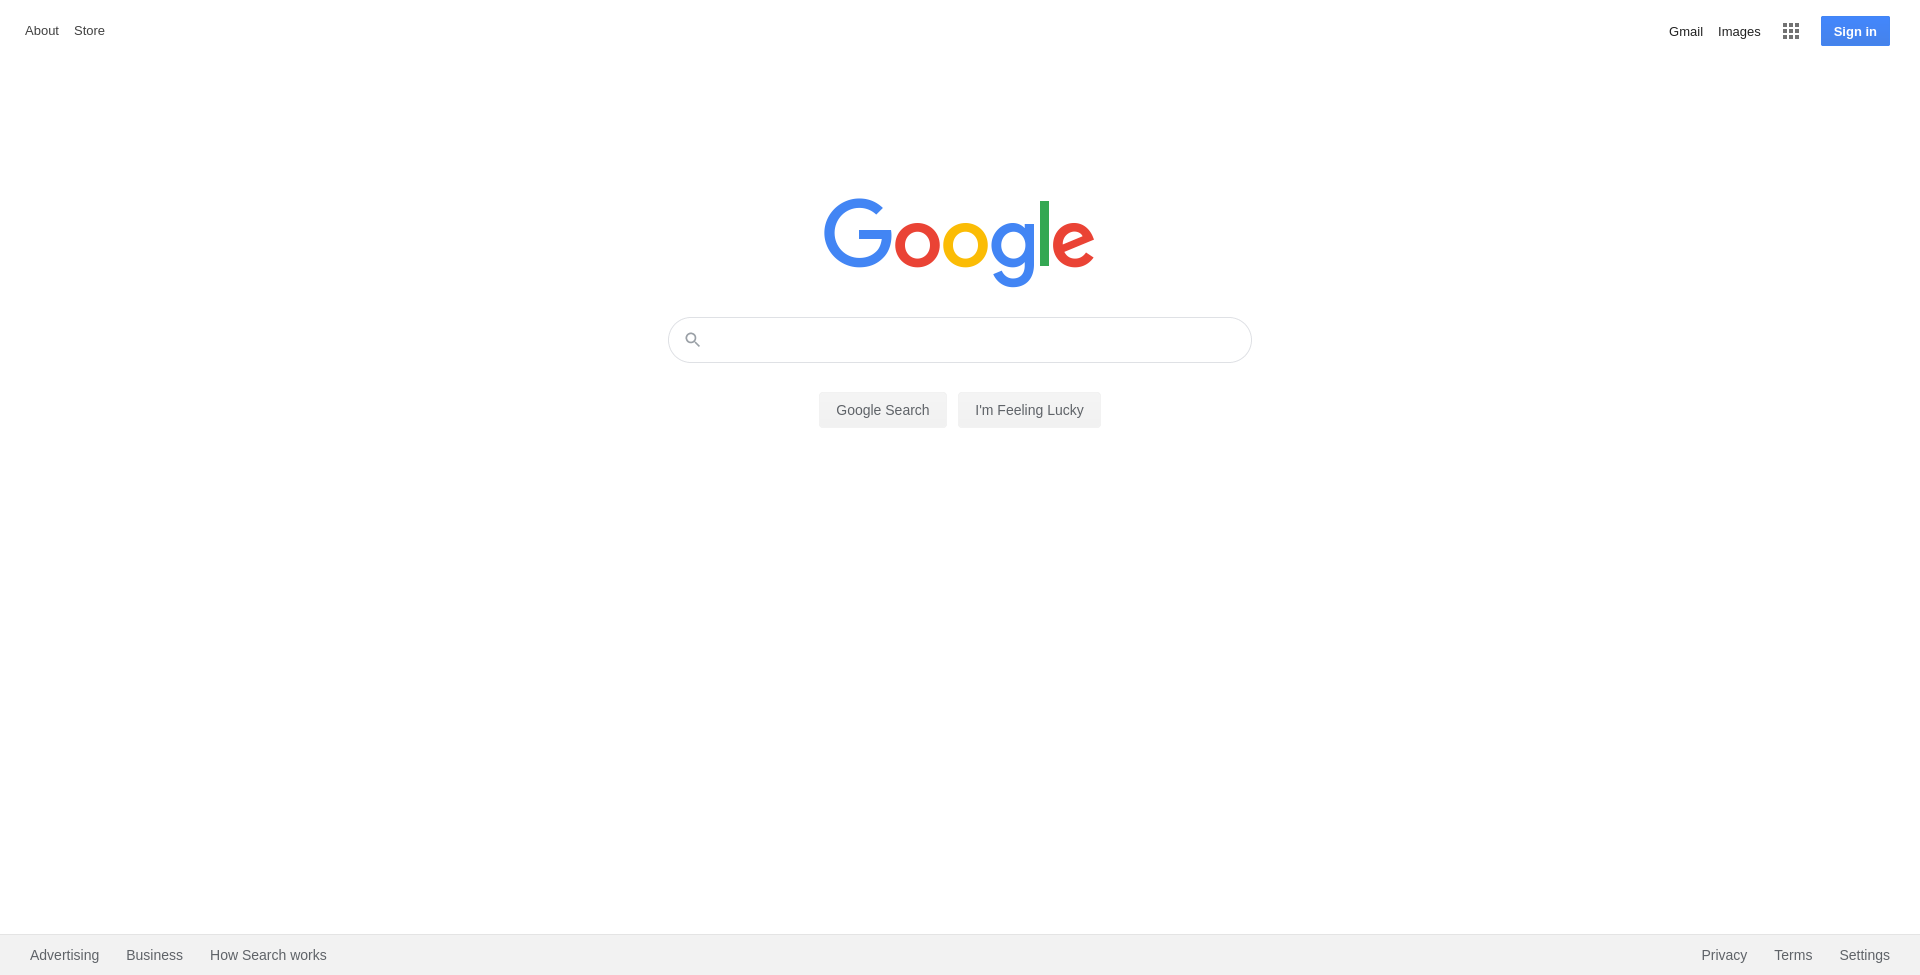 About Store Gmail Images Sign in
Google
Google Search I'm Feeling Lucky
Advertising Business How Search works Privacy Terms Settings